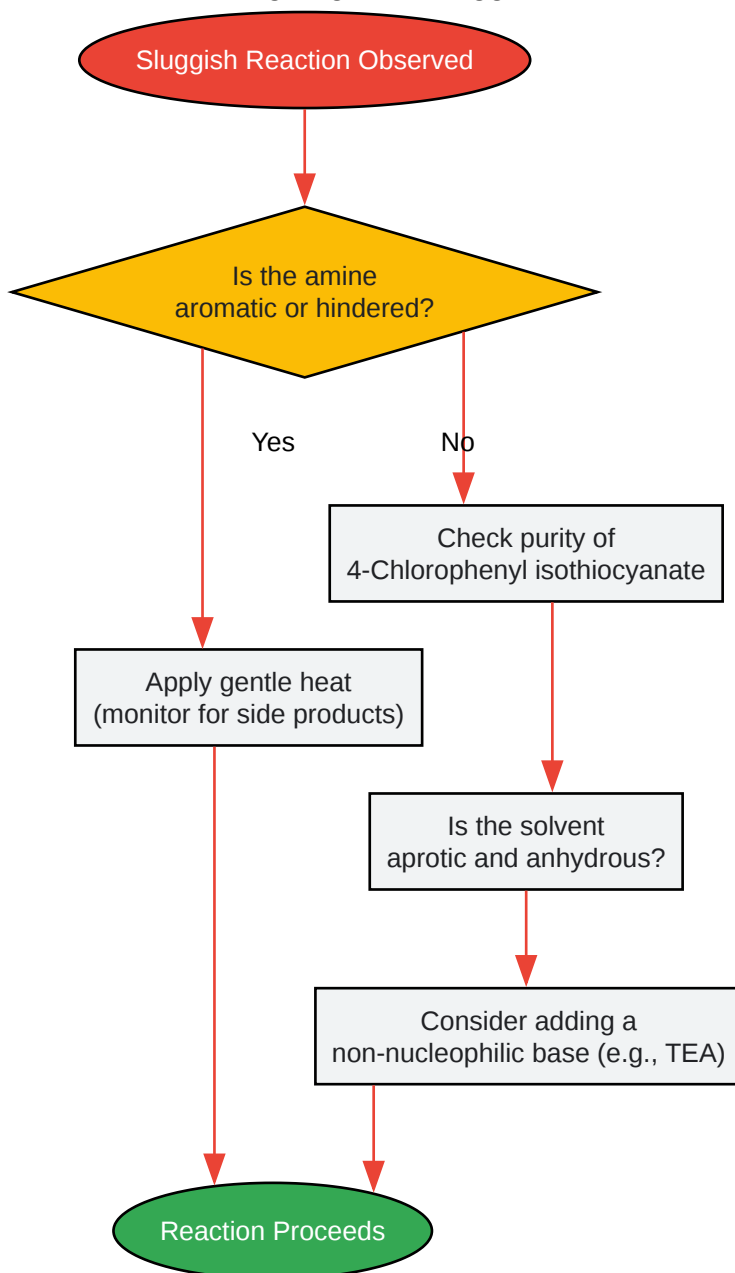 Sluggish Reaction Observed
Is the amine
aromatic or hindered?
Yes
No
Check purity of
4-Chlorophenyl isothiocyanate
Apply gentle heat
(monitor for side products)
Is the solvent
aprotic and anhydrous?
Consider adding a
non-nucleophilic base (e.g., TEA)
Reaction Proceeds